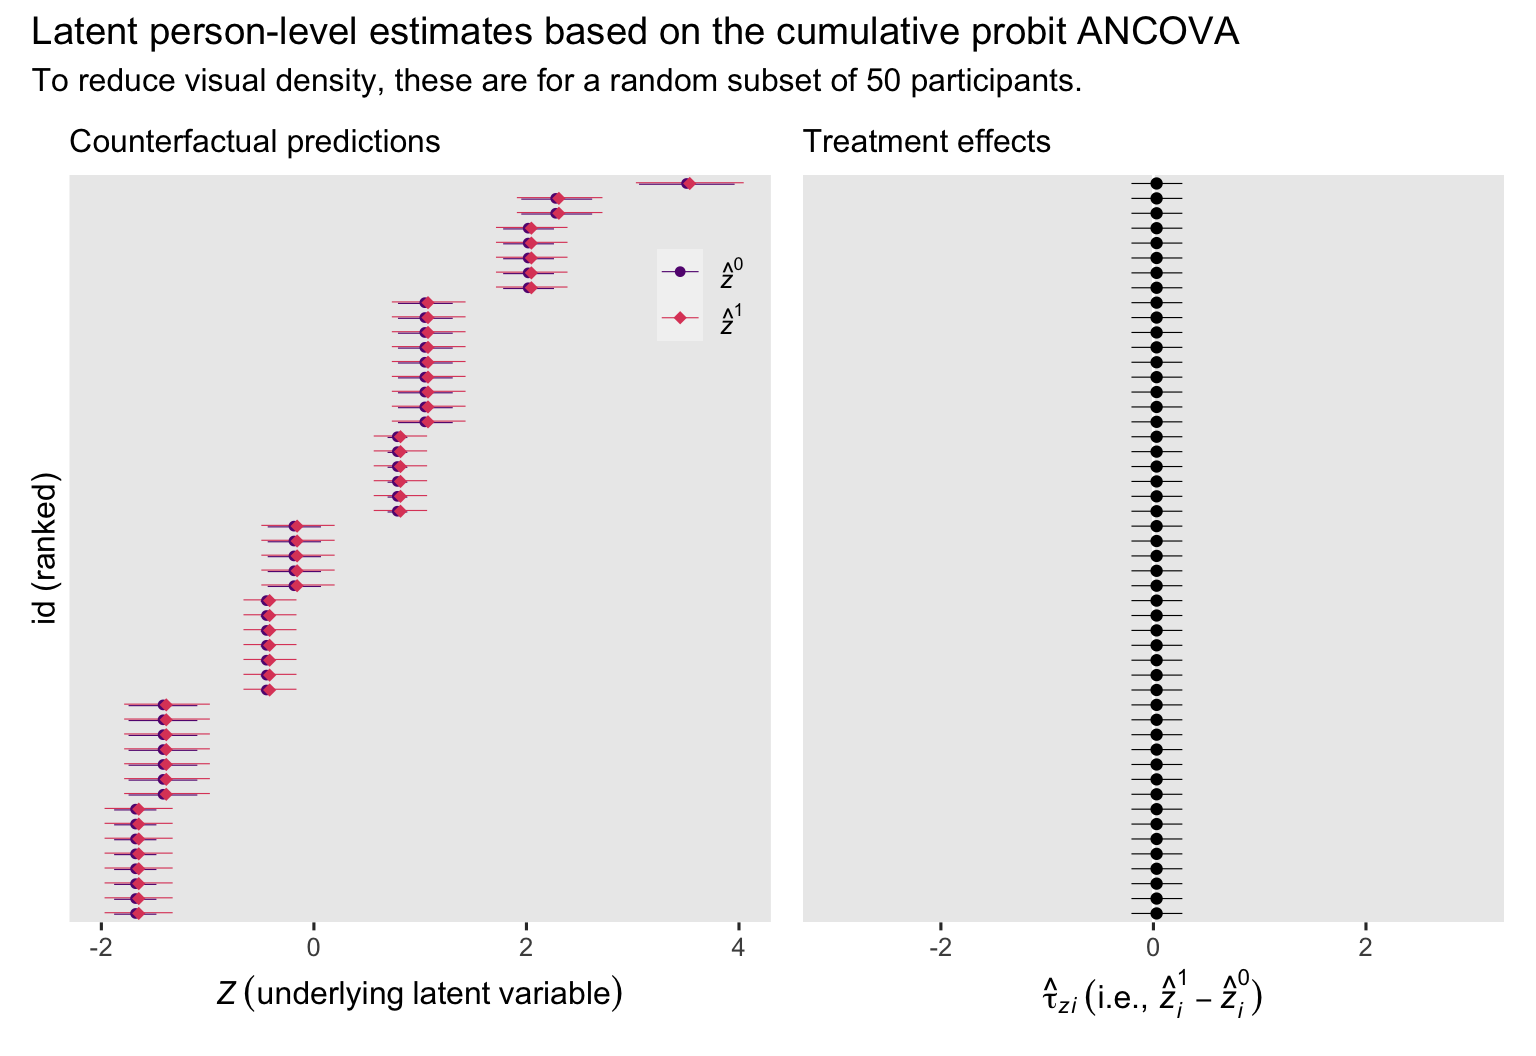 Latent person-level estimates based on the cumulative probit ANCOVA
To reduce visual density, these are for a random subset of 50 participants.
Counterfactual predictions
Treatment effects
ẑ⁰
ẑ¹
id (ranked)
-2 0 2 4
-2 0 2
Z (underlying latent variable)
τ̂zi (i.e., ẑi¹ − ẑi⁰)